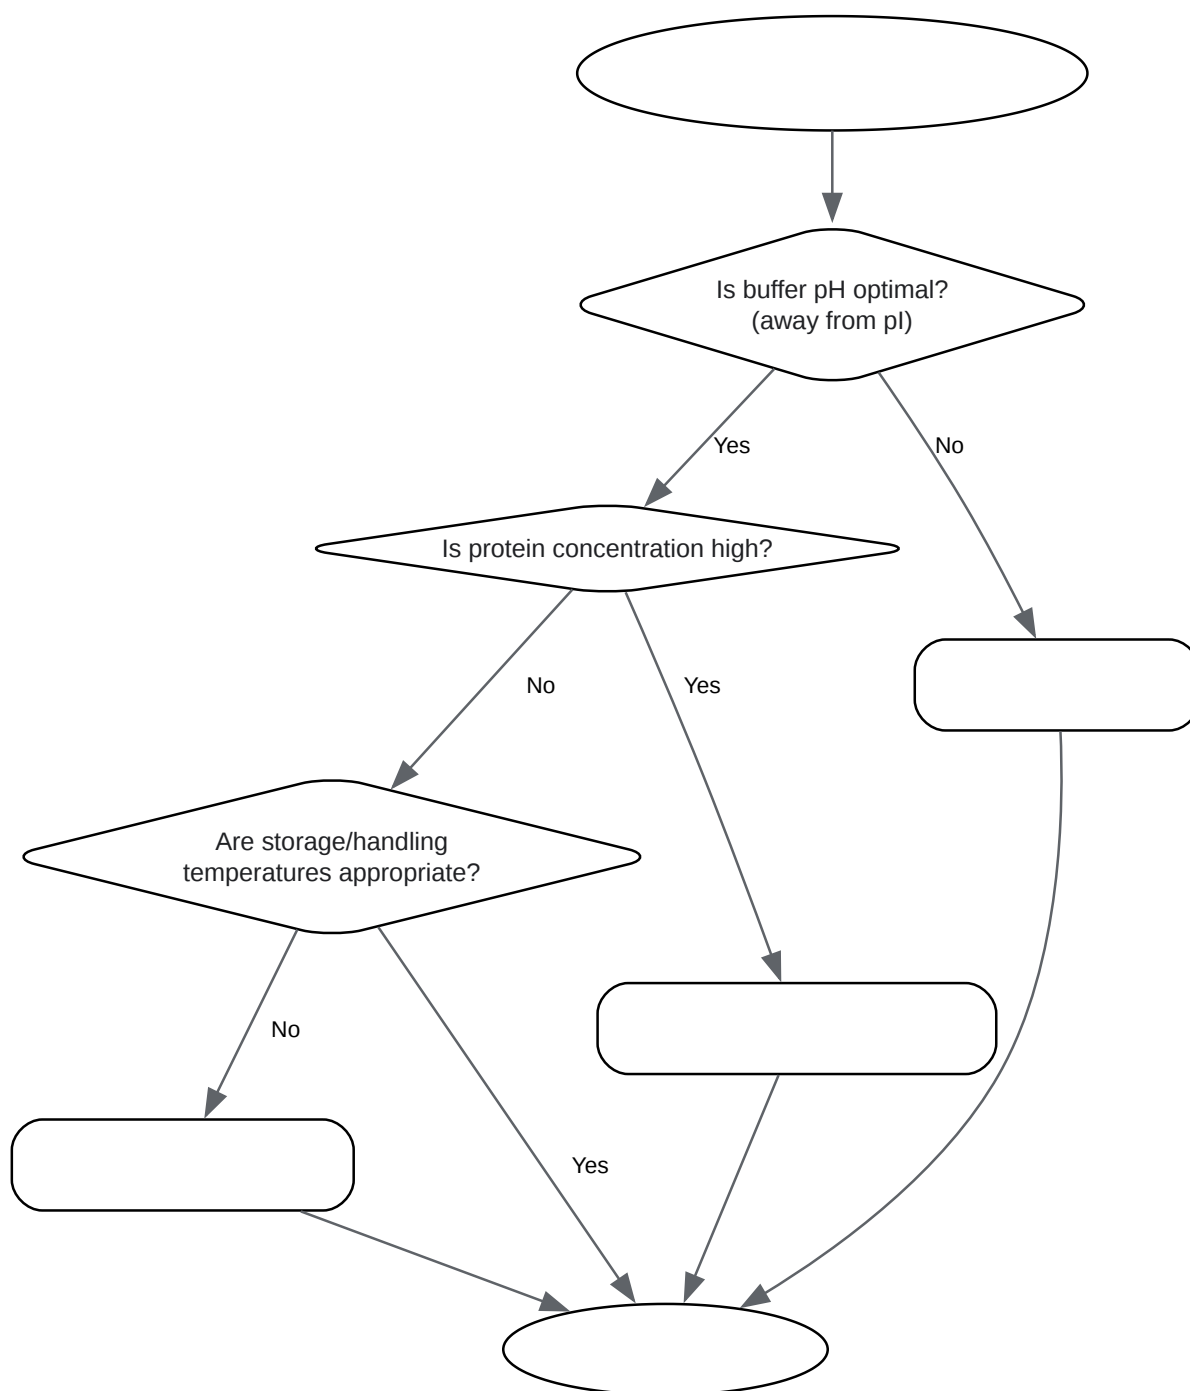 Is buffer pH optimal?
(away from pI)
Yes
No
Is protein concentration high?
No
Yes
Are storage/handling
temperatures appropriate?
No
Yes